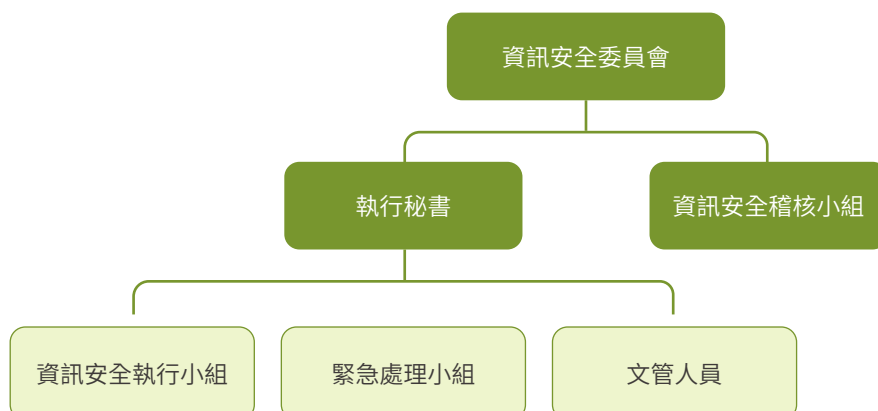 資訊安全委員會
執行秘書
資訊安全稽核小組
資訊安全執行小組
緊急處理小組
文管人員